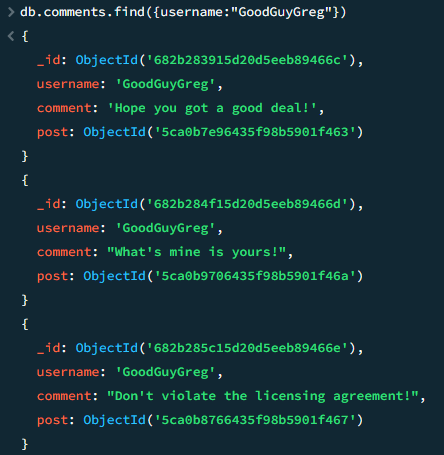 > db.comments.find({username:"GoodGuyGreg"})
< {
_id: ObjectId('682b283915d20d5eeb89466c'),
username: 'GoodGuyGreg',
comment: 'Hope you got a good deal!',
post: ObjectId('5ca0b7e96435f98b5901f463')
}
{
_id: ObjectId('682b284f15d20d5eeb89466d'),
username: 'GoodGuyGreg',
comment: "What's mine is yours!",
post: ObjectId('5ca0b9706435f98b5901f46a')
}
{
_id: ObjectId('682b285c15d20d5eeb89466e'),
username: 'GoodGuyGreg',
comment: "Don't violate the licensing agreement!",
post: ObjectId('5ca0b8766435f98b5901f467')
}